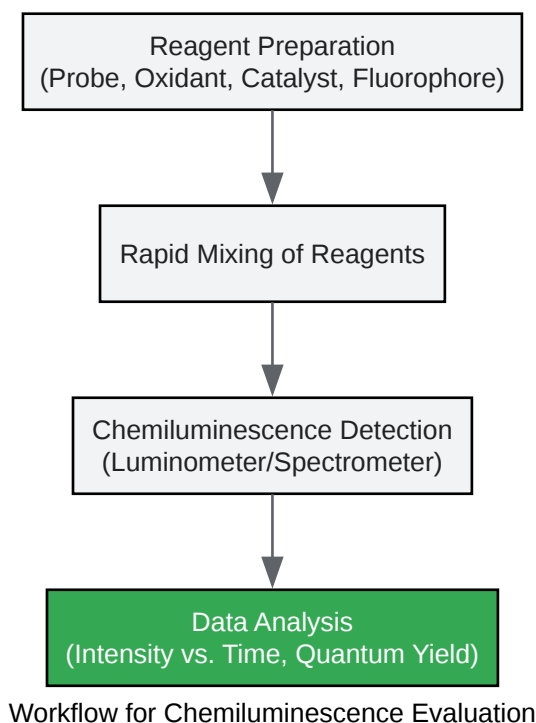 Reagent Preparation
(Probe, Oxidant, Catalyst, Fluorophore)
Rapid Mixing of Reagents
Chemiluminescence Detection
(Luminometer/Spectrometer)
Data Analysis
(Intensity vs. Time, Quantum Yield)
Workflow for Chemiluminescence Evaluation